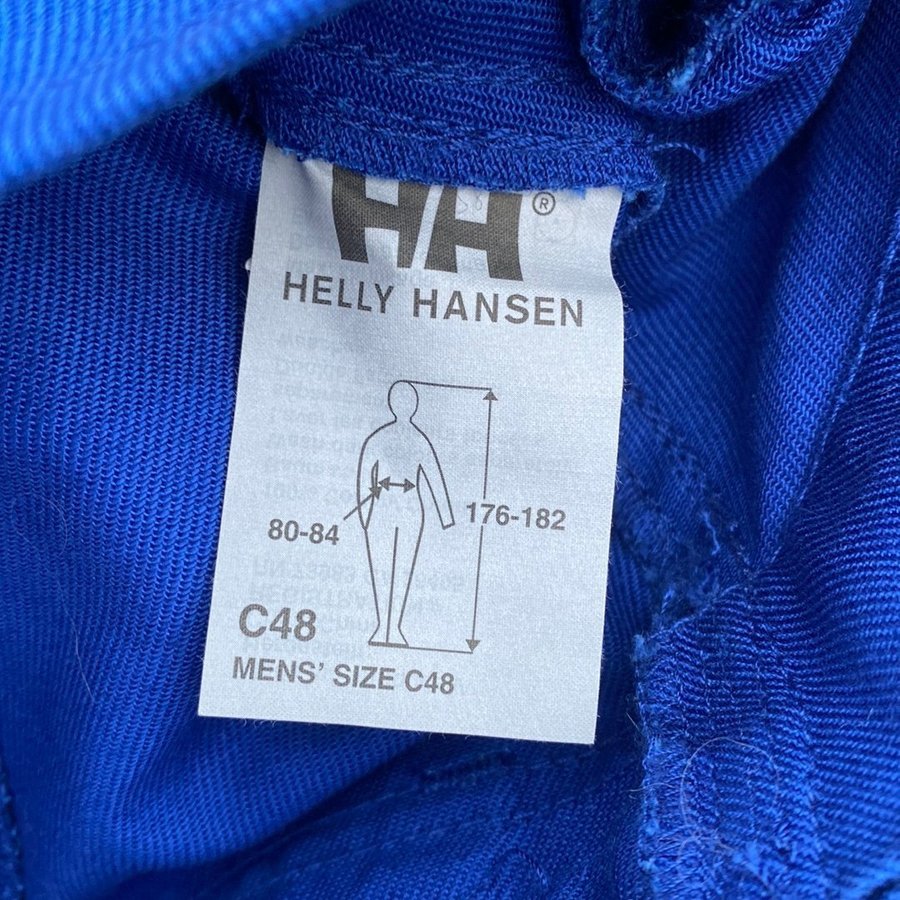 HH ®
HELLY HANSEN
80-84
176-182
C48
MENS' SIZE C48